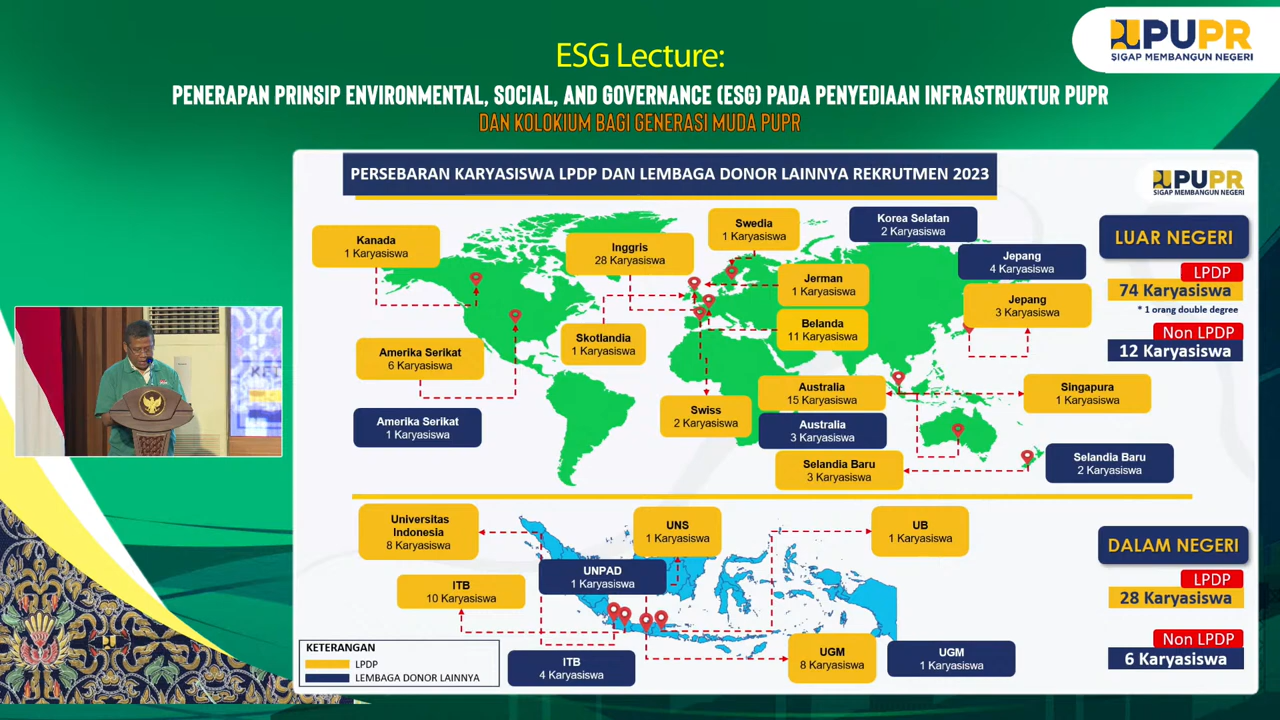 ESG Lecture:
PENERAPAN PRINSIP ENVIRONMENTAL, SOCIAL, AND GOVERNANCE (ESG) PADA PENYEDIAAN INFRASTRUKTUR PUPR
DAN KOLOKIUM BAGI GENERASI MUDA PUPR
PUPR
SIGAP MEMBANGUN NEGERI
PERSEBARAN KARYASISWA LPDP DAN LEMBAGA DONOR LAINNYA REKRUTMEN 2023
PUPR
SIGAP MEMBANGUN NEGERI
Kanada
1 Karyasiswa
Inggris
28 Karyasiswa
Swedia
1 Karyasiswa
Korea Selatan
2 Karyasiswa
Jepang
4 Karyasiswa
Jerman
1 Karyasiswa
Jepang
3 Karyasiswa
Skotlandia
1 Karyasiswa
Belanda
11 Karyasiswa
Amerika Serikat
6 Karyasiswa
Amerika Serikat
1 Karyasiswa
Swiss
2 Karyasiswa
Australia
15 Karyasiswa
Australia
3 Karyasiswa
Singapura
1 Karyasiswa
Selandia Baru
3 Karyasiswa
Selandia Baru
2 Karyasiswa
LUAR NEGERI
LPDP
74 Karyasiswa
* 1 orang double degree
Non LPDP
12 Karyasiswa
Universitas
Indonesia
8 Karyasiswa
UNS
1 Karyasiswa
UB
1 Karyasiswa
UNPAD
1 Karyasiswa
ITB
10 Karyasiswa
ITB
4 Karyasiswa
UGM
8 Karyasiswa
UGM
1 Karyasiswa
DALAM NEGERI
LPDP
28 Karyasiswa
Non LPDP
6 Karyasiswa
KETERANGAN
LPDP
LEMBAGA DONOR LAINNYA